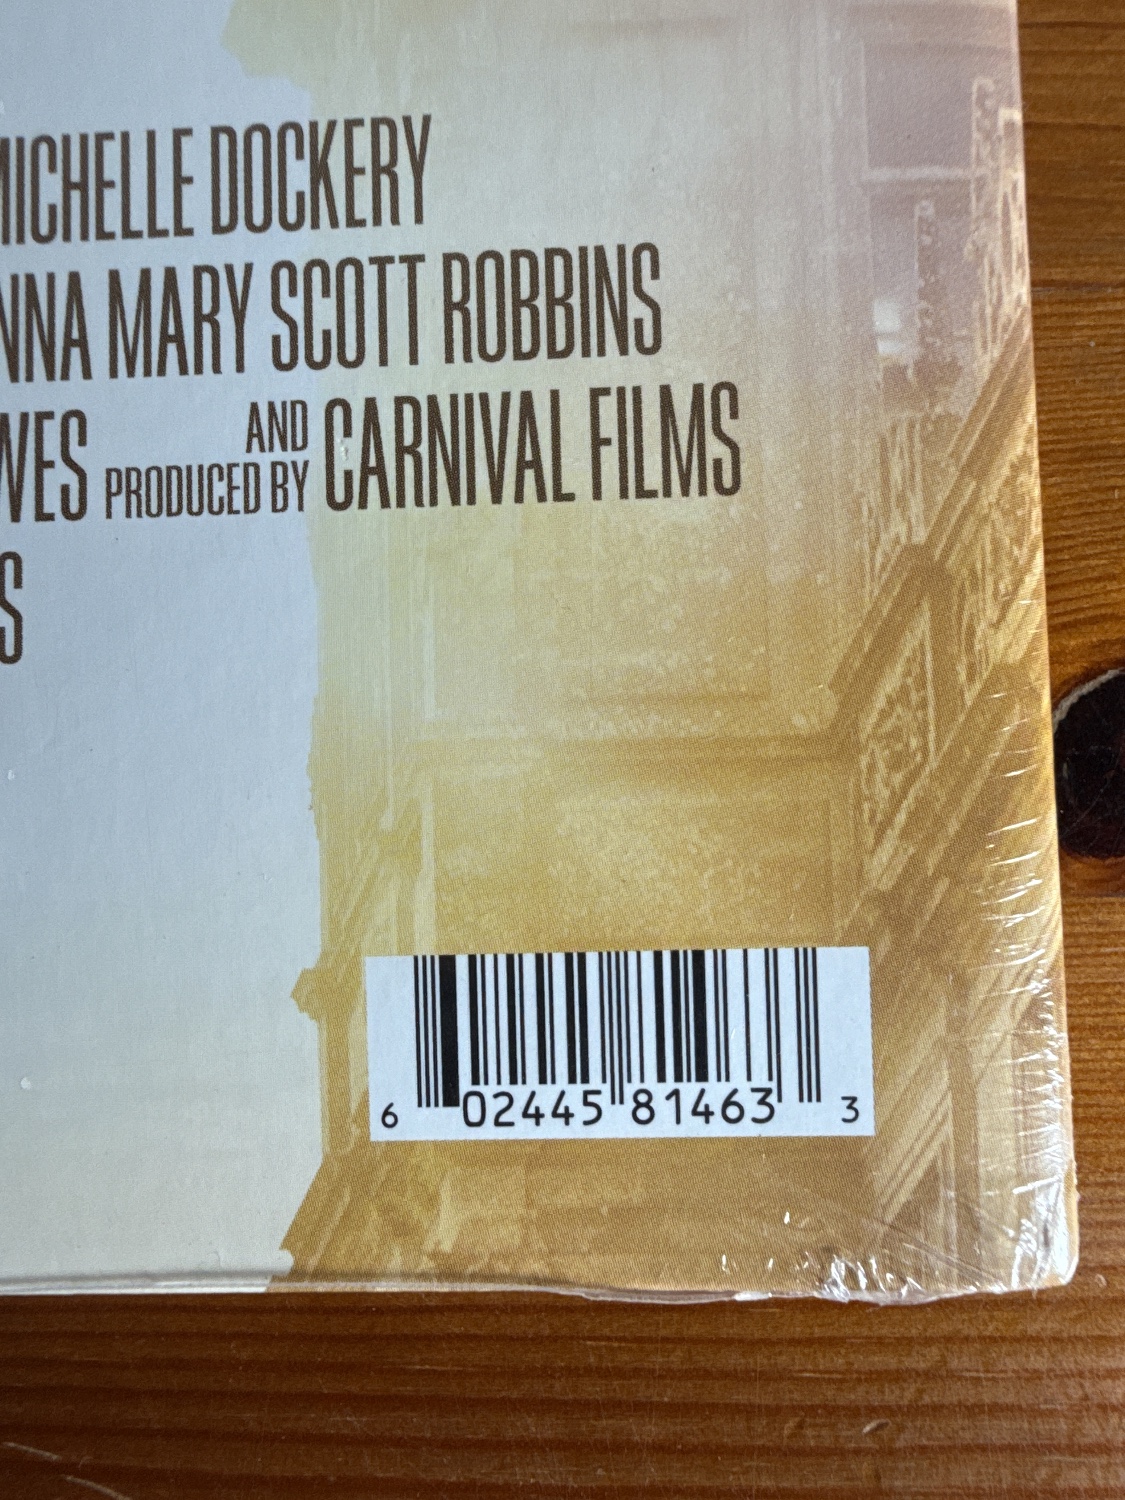 MICHELLE DOCKERY
NNA MARY SCOTT ROBBINS
WES AND PRODUCED BY CARNIVAL FILMS
S
6 02445 81463 3